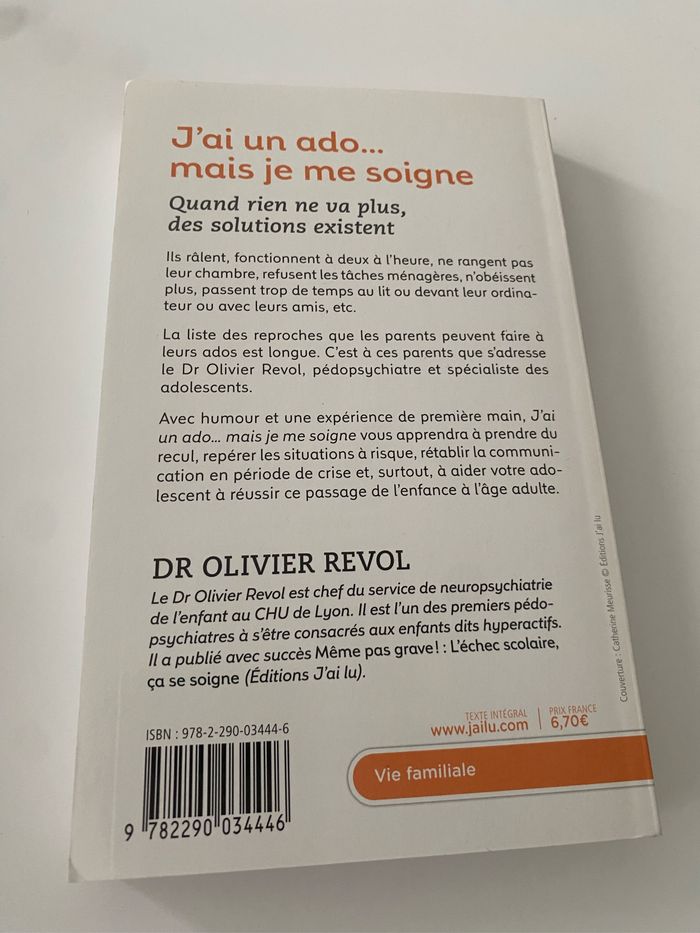 J'ai un ado...
mais je me soigne
Quand rien ne va plus,
des solutions existent
Ils râlent, fonctionnent à deux à l'heure, ne rangent pas
leur chambre, refusent les tâches ménagères, n'obéissent
plus, passent trop de temps au lit ou devant leur ordina-
teur ou avec leurs amis, etc.
La liste des reproches que les parents peuvent faire à
leurs ados est longue. C'est à ces parents que s'adresse
le Dr Olivier Revol, pédopsychiatre et spécialiste des
adolescents.
Avec humour et une expérience de première main, J'ai
un ado... mais je me soigne vous apprendra à prendre du
recul, repérer les situations à risque, rétablir la communi-
cation en période de crise et, surtout, à aider votre ado-
lescent à réussir ce passage de l'enfance à l'âge adulte.
DR OLIVIER REVOL
Le Dr Olivier Revol est chef du service de neuropsychiatrie
de l'enfant au CHU de Lyon. Il est l'un des premiers pédo-
psychiatres à s'être consacrés aux enfants dits hyperactifs.
Il a publié avec succès Même pas grave! : L'échec scolaire,
ça se soigne (Éditions J'ai lu).
Couverture : Catherine Meurisse © Éditions J'ai lu
TEXTE INTÉGRAL
www.jailu.com
PRIX FRANCE
6,70€
ISBN : 978-2-290-03444-6
9 782290 034446
Vie familiale